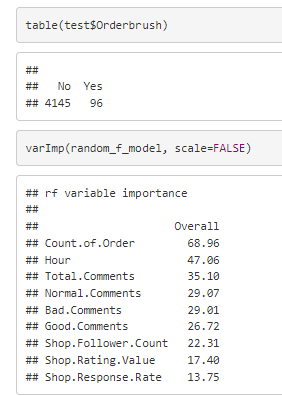 table(test$Orderbrush)
##
## No Yes
## 4145 96
varImp(random_f_model, scale=FALSE)
## rf variable importance
##
## Overall
## Count.of.Order 68.96
## Hour 47.06
## Total.Comments 35.10
## Normal.Comments 29.07
## Bad.Comments 29.01
## Good.Comments 26.72
## Shop.Follower.Count 22.31
## Shop.Rating.Value 17.40
## Shop.Response.Rate 13.75